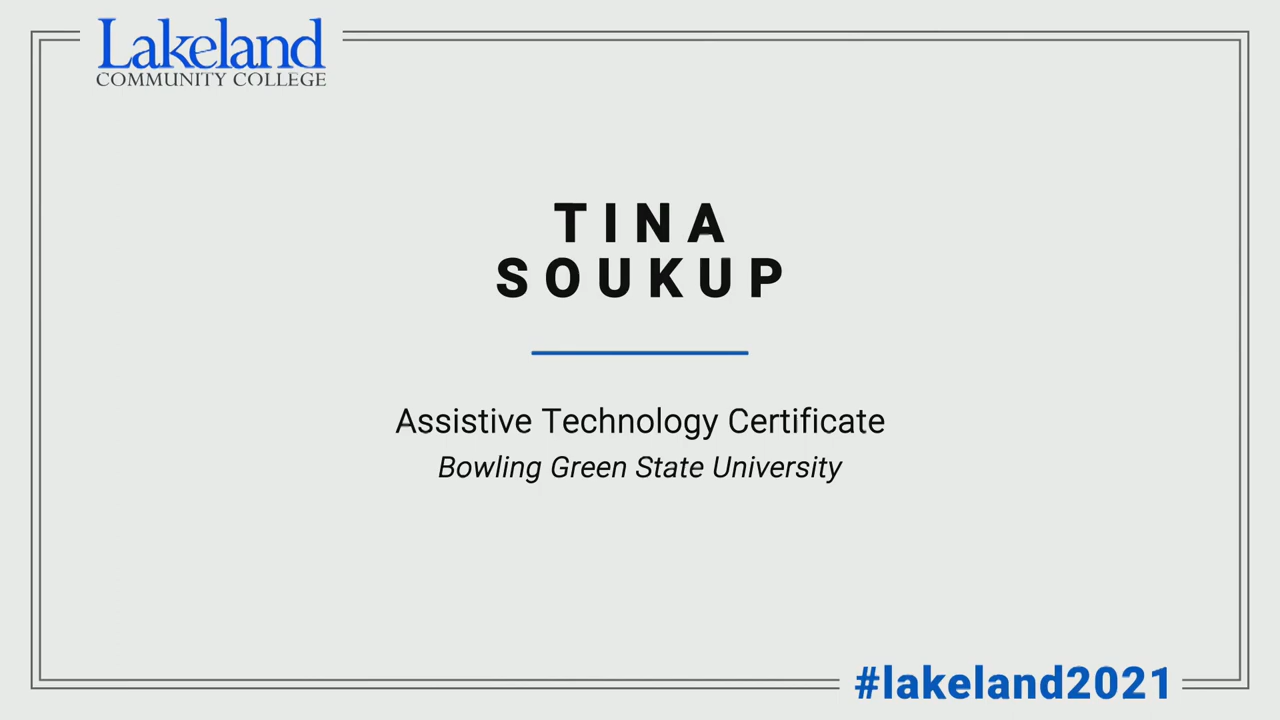 Lakeland
COMMUNITY COLLEGE
TINA
SOUKUP
Assistive Technology Certificate
Bowling Green State University
#lakeland2021